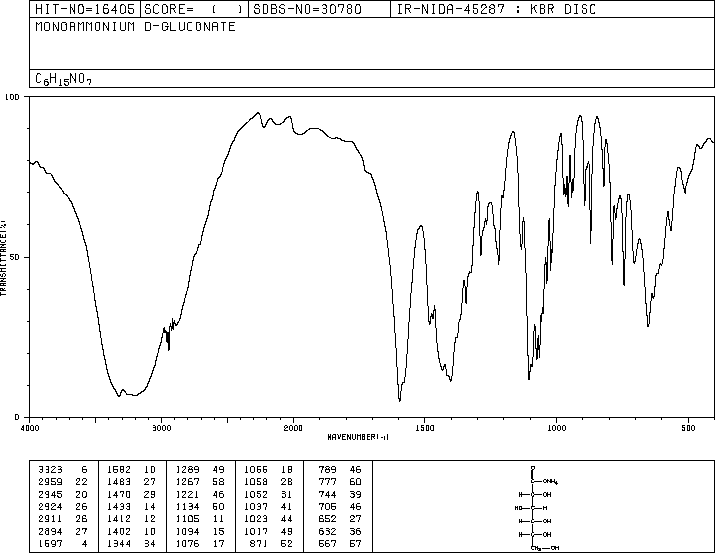 HIT-NO=16405 SCORE= ( ) SDBS-NO=30780 IR-NIDA-45287 : KBR DISC
MONOAMMONIUM D-GLUCONATE
C6H15NO7
100
50
0
TRANSMITTANCE(%)
4000 3000 2000 1500 1000 500
WAVENUMBER(-1)
3323 6 1582 10 1289 49 1066 18 789 46
2959 22 1483 27 1267 58 1058 28 777 60
2945 20 1470 29 1221 46 1052 31 744 39
2924 26 1433 14 1134 50 1037 41 705 46
2911 26 1412 12 1105 11 1023 44 652 27
2894 27 1402 10 1094 15 1017 49 632 36
1597 4 1344 34 1076 17 871 52 567 57
O
C ONH4
H C OH
HO C H
H C OH
H C OH
CH2 OH